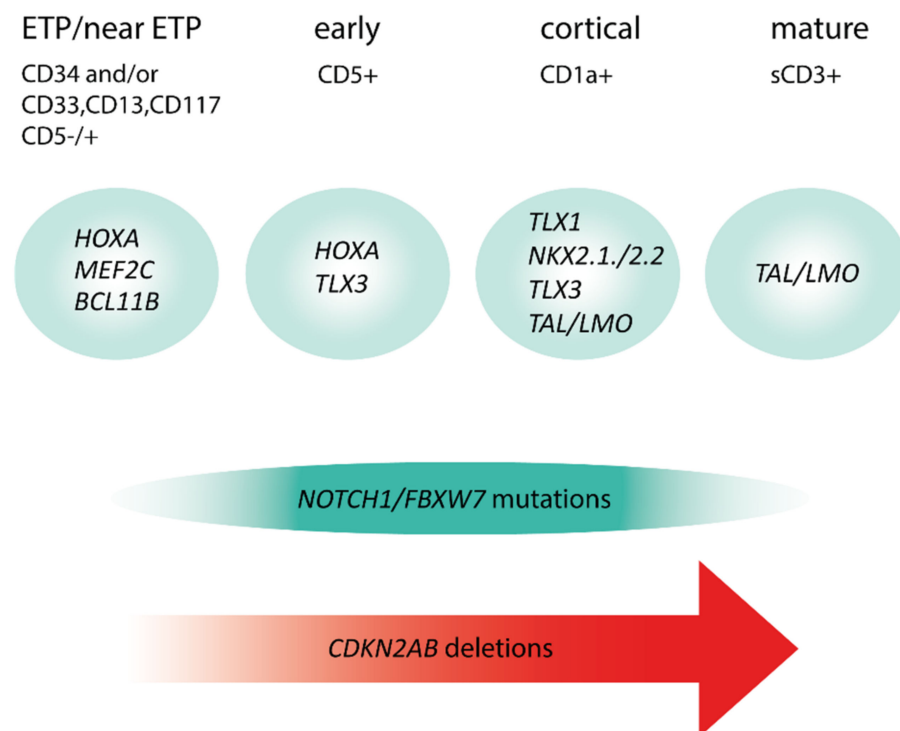 ETP/near ETP
CD34 and/or
CD33,CD13,CD117
CD5-/+
early
CD5+
cortical
CD1a+
mature
sCD3+
HOXA
MEF2C
BCL11B
HOXA
TLX3
TLX1
NKX2.1./2.2
TLX3
TAL/LMO
TAL/LMO
NOTCH1/FBXW7 mutations
CDKN2AB deletions